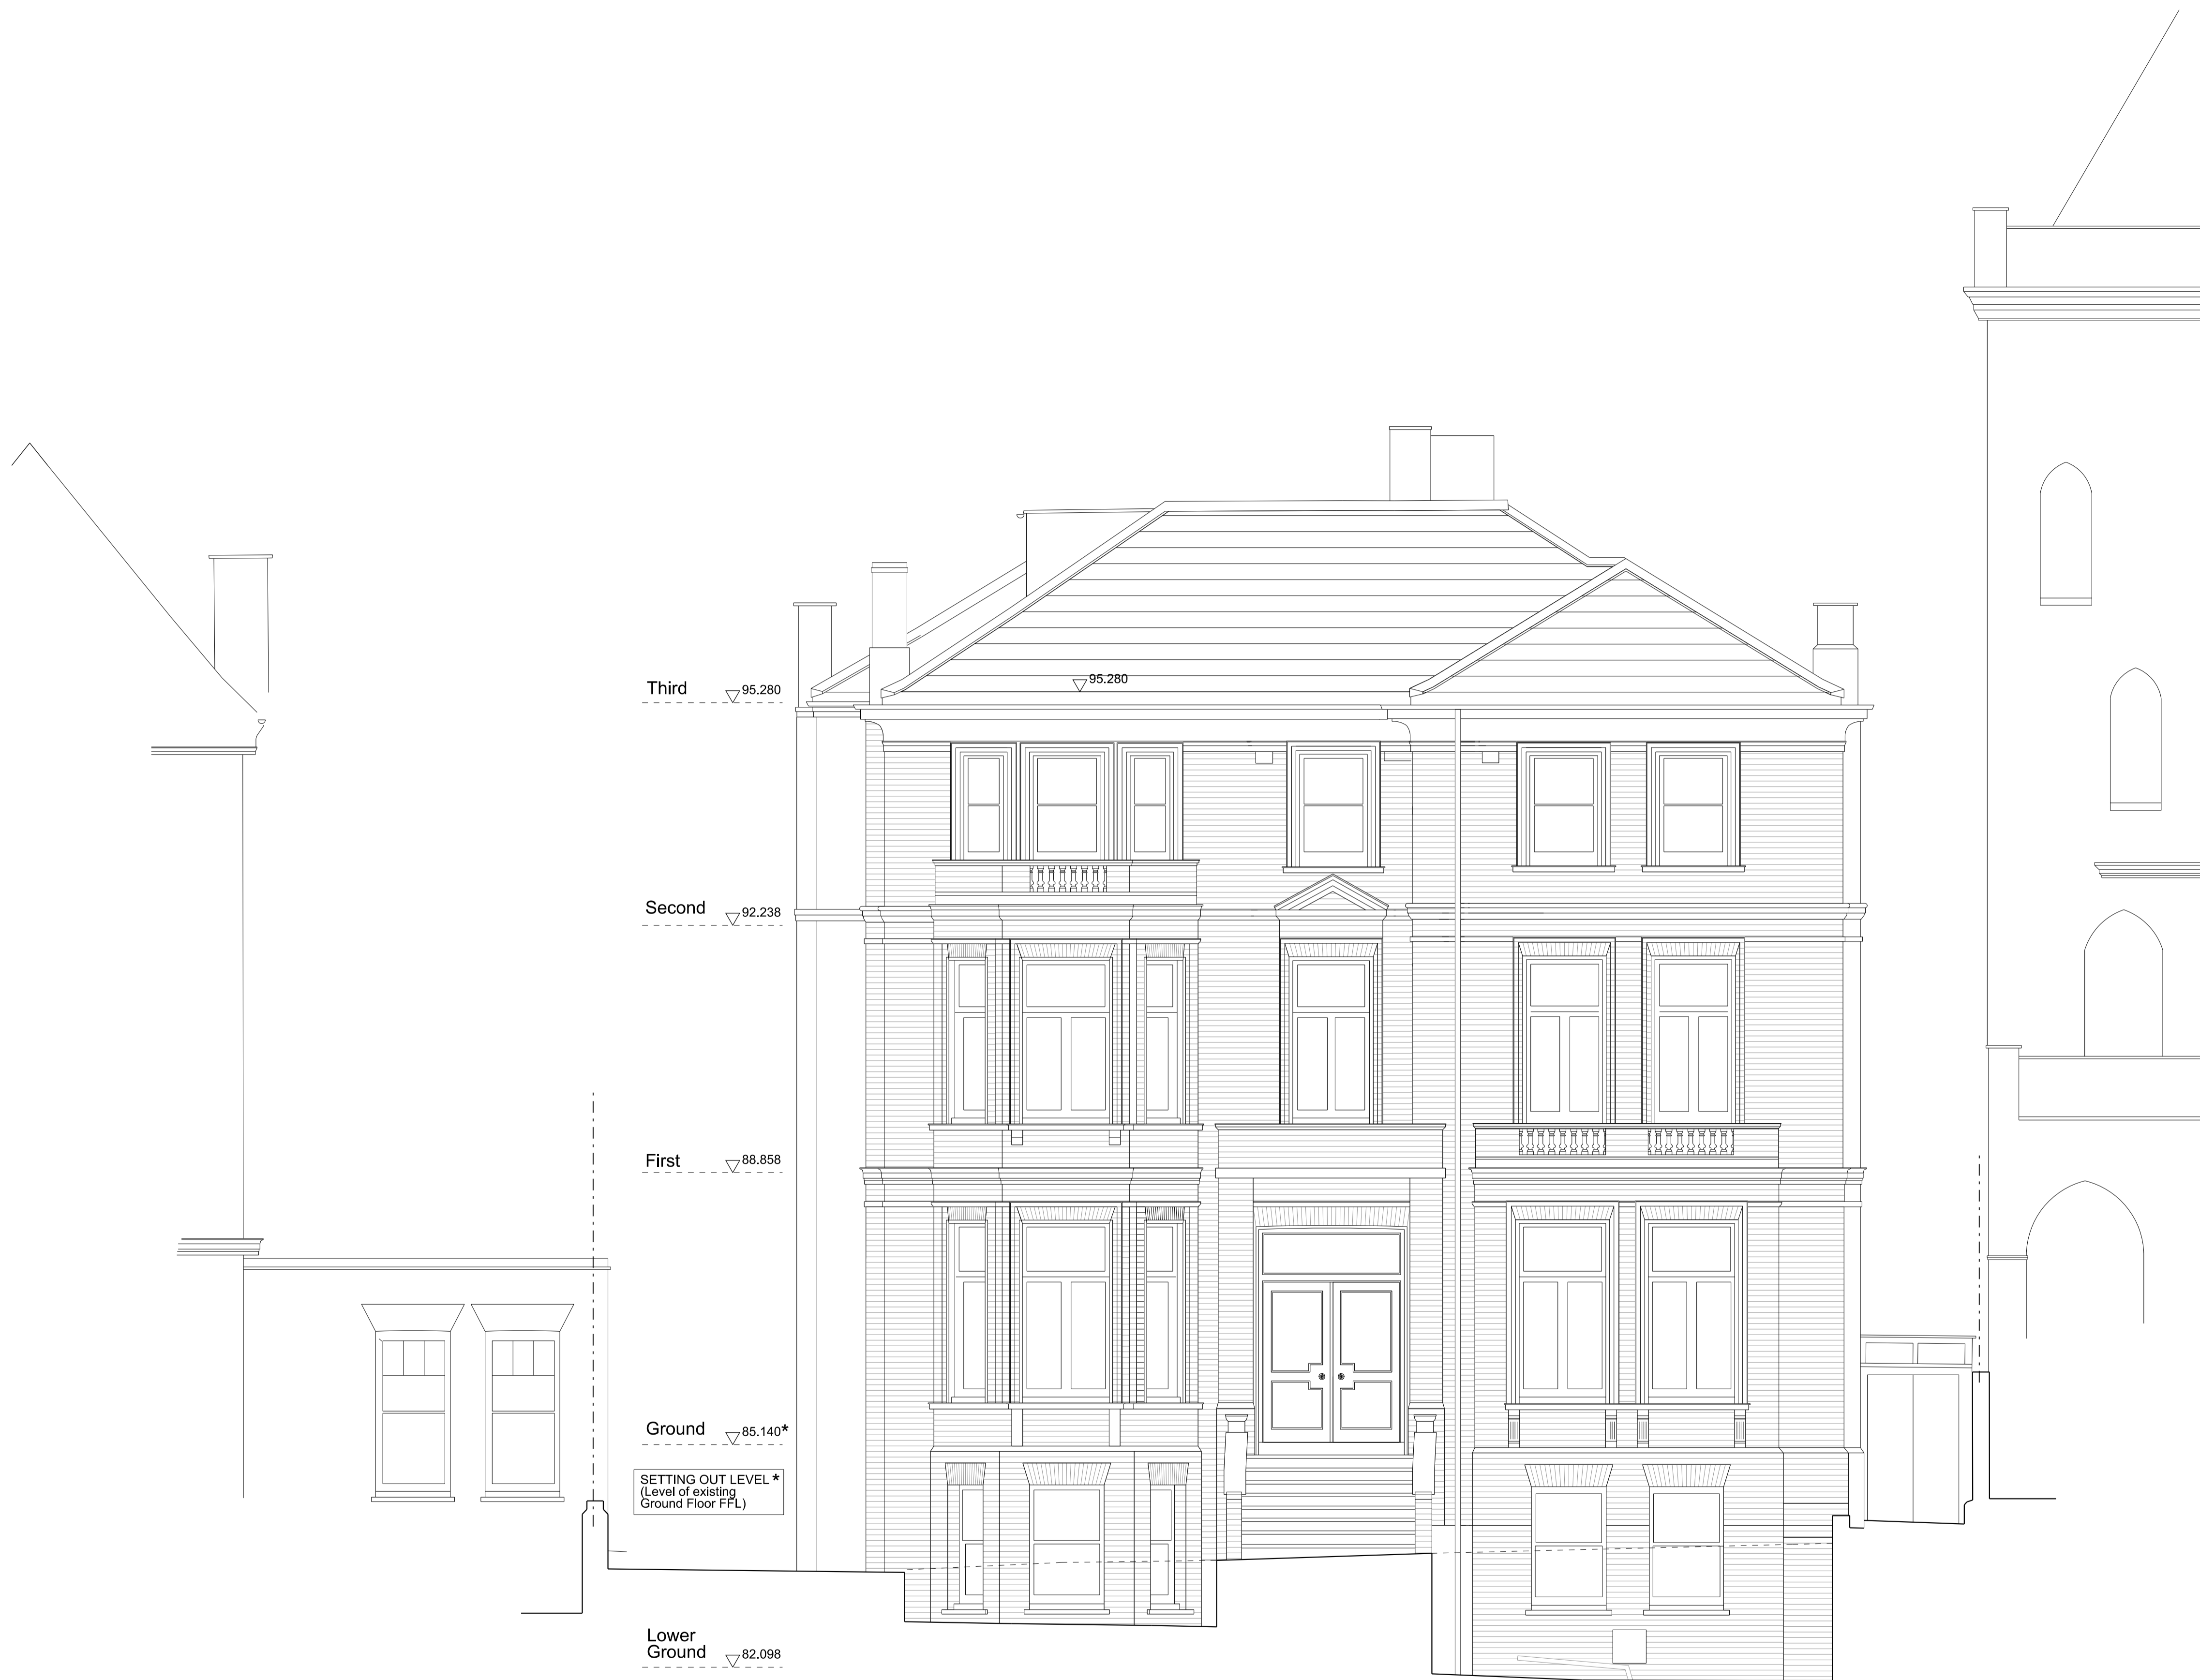 Third 95.280
95.280
Second 92.238
First 88.858
Ground 85.140*
SETTING OUT LEVEL *
(Level of existing
Ground Floor FFL)
Lower
Ground 82.098